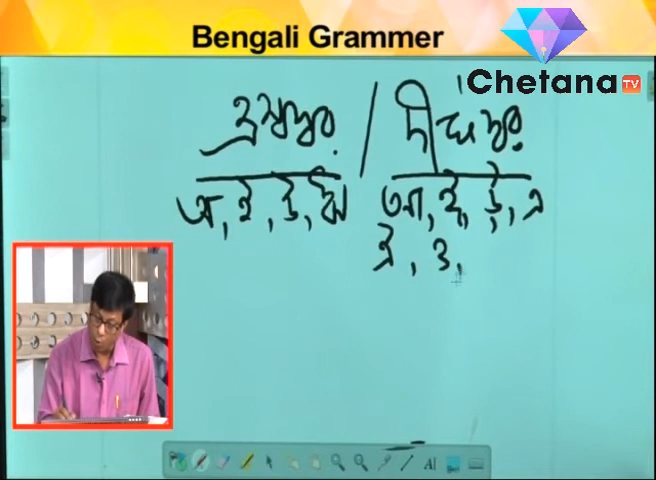 Bengali Grammer
Chetana TV
হ্রস্বস্বর / দীর্ঘস্বর
অ, ই, উ, ঋ আ, ঈ, ঊ, এ
ঐ, ও,